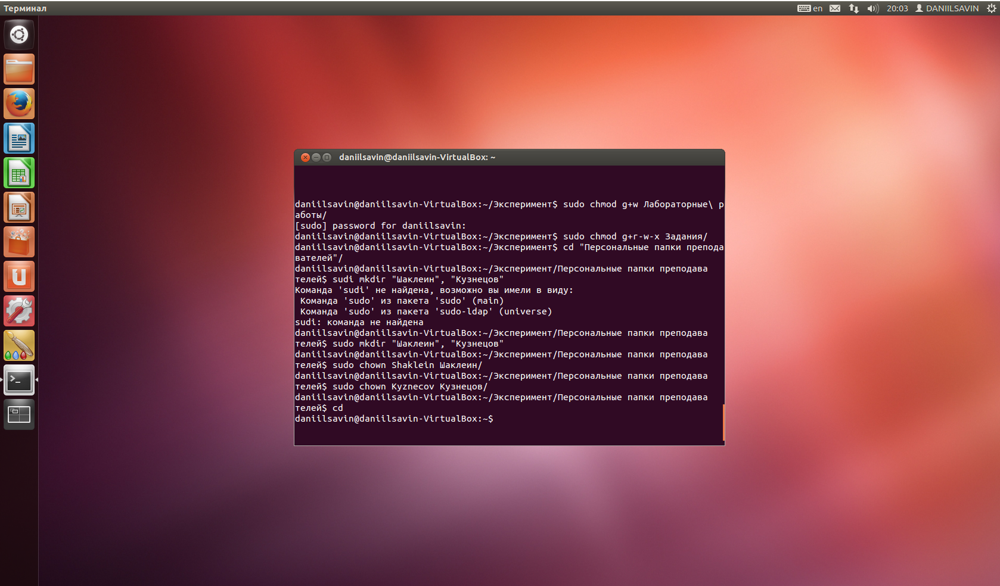 Терминал
en
20:03
DANIILSAVIN
daniilsavin@daniilsavin-VirtualBox: ~
daniilsavin@daniilsavin-VirtualBox:~/Эксперимент$ sudo chmod g+w Лабораторные\ р
аботы/
[sudo] password for daniilsavin:
daniilsavin@daniilsavin-VirtualBox:~/Эксперимент$ sudo chmod g+r-w-x Задания/
daniilsavin@daniilsavin-VirtualBox:~/Эксперимент$ cd "Персональные папки препода
вателей"/
daniilsavin@daniilsavin-VirtualBox:~/Эксперимент/Персональные папки преподава
телей$ sudi mkdir "Шаклеин", "Кузнецов"
Команда 'sudi' не найдена, возможно вы имели в виду:
Команда 'sudo' из пакета 'sudo' (main)
Команда 'sudo' из пакета 'sudo-ldap' (universe)
sudi: команда не найдена
daniilsavin@daniilsavin-VirtualBox:~/Эксперимент/Персональные папки преподава
телей$ sudo mkdir "Шаклеин", "Кузнецов"
daniilsavin@daniilsavin-VirtualBox:~/Эксперимент/Персональные папки преподава
телей$ sudo chown Shaklein Шаклеин/
daniilsavin@daniilsavin-VirtualBox:~/Эксперимент/Персональные папки преподава
телей$ sudo chown Kyznecov Кузнецов/
daniilsavin@daniilsavin-VirtualBox:~/Эксперимент/Персональные папки преподава
телей$ cd
daniilsavin@daniilsavin-VirtualBox:~$